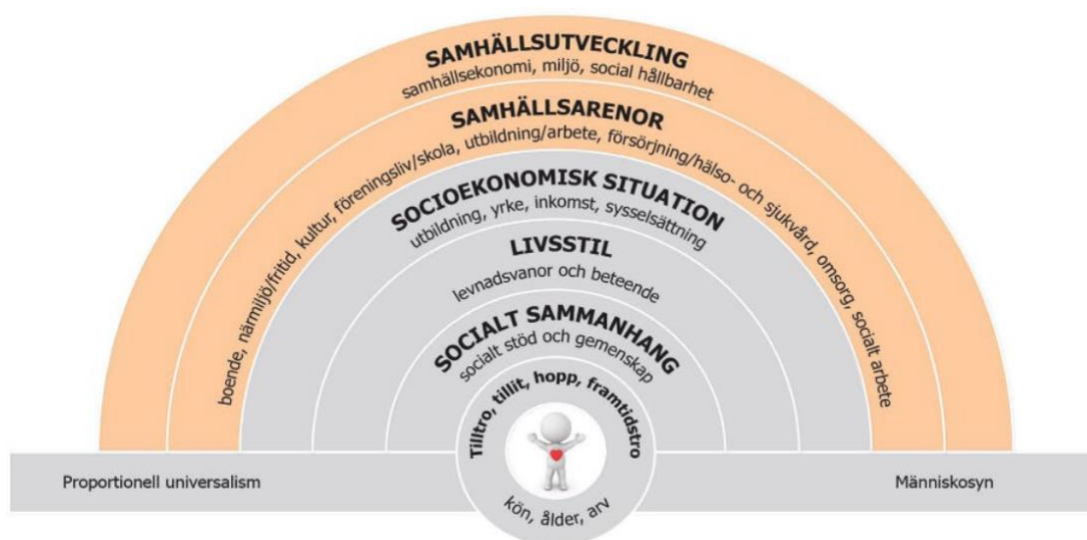 SAMHÄLLSUTVECKLING
samhällsekonomi, miljö, social hållbarhet
SAMHÄLLSARENOR
boende, närmiljö/fritid, kultur, föreningsliv/skola, utbildning/arbete, försörjning/hälso- och sjukvård, omsorg, socialt arbete
SOCIOEKONOMISK SITUATION
utbildning, yrke, inkomst, sysselsättning
LIVSSTIL
levnadsvanor och beteende
SOCIALT SAMMANHANG
socialt stöd och gemenskap
Tilltro, tillit, hopp, framtidstro
kön, ålder, arv
Proportionell universalism
Människosyn